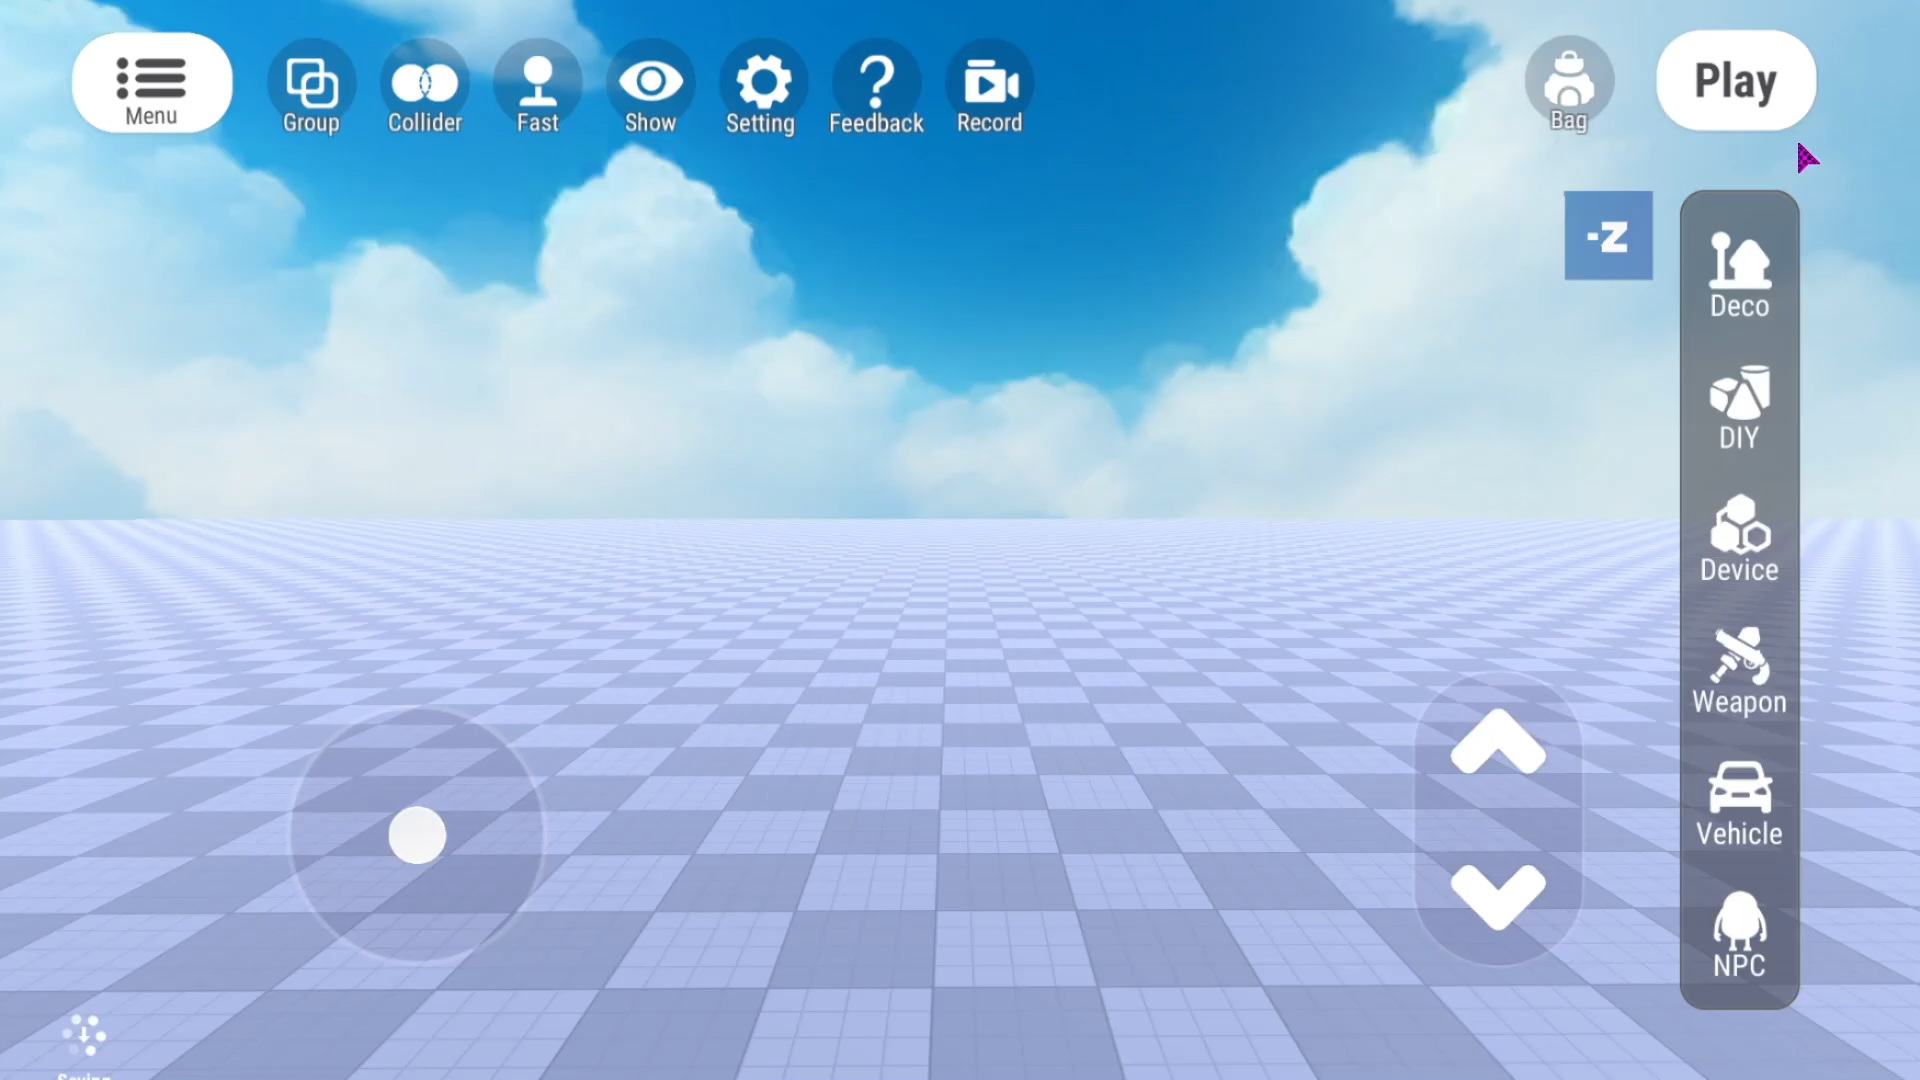 Menu
Group
Collider
Fast
Show
Setting
Feedback
Record
Bag
Play
-Z
Deco
DIY
Device
Weapon
Vehicle
NPC